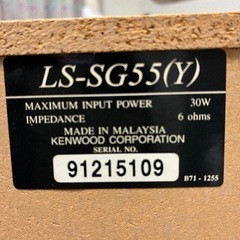 LS-SG55(Y)
MAXIMUM INPUT POWER 30W
IMPEDANCE 6 ohms
MADE IN MALAYSIA
KENWOOD CORPORATION
SERIAL NO.
91215109
B71-1255